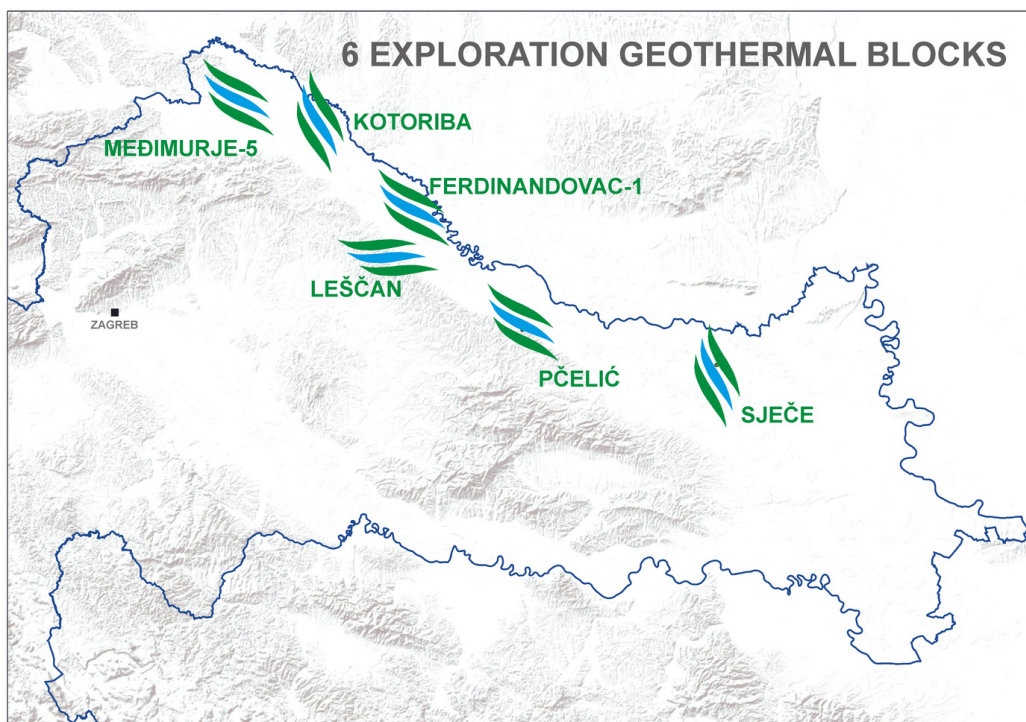 6 EXPLORATION GEOTHERMAL BLOCKS
KOTORIBA
MEĐIMURJE-5
FERDINANDOVAC-1
LEŠČAN
ZAGREB
PČELIĆ
SJEČE